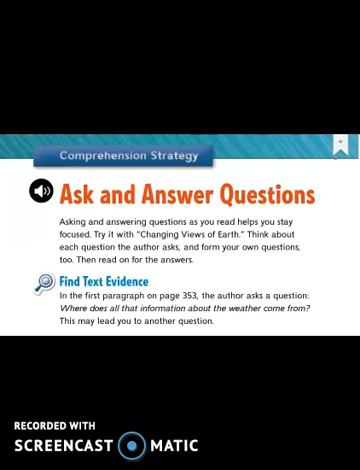 Comprehension Strategy
Ask and Answer Questions
Asking and answering questions as you read helps you stay
focused. Try it with “Changing Views of Earth.” Think about
each question the author asks, and form your own questions,
too. Then read on for the answers.
Find Text Evidence
In the first paragraph on page 353, the author asks a question:
Where does all that information about the weather come from?
This may lead you to another question.
RECORDED WITH
SCREENCAST MATIC